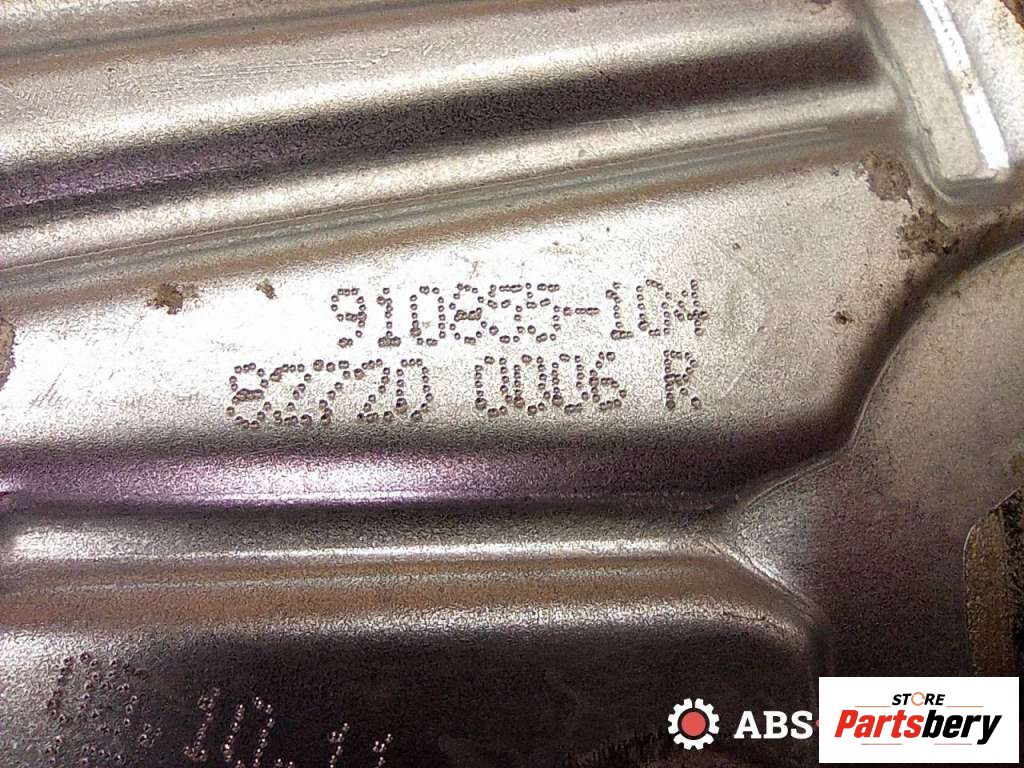 910855-104
82720 0006 R
ABS-
STORE
Partsbery